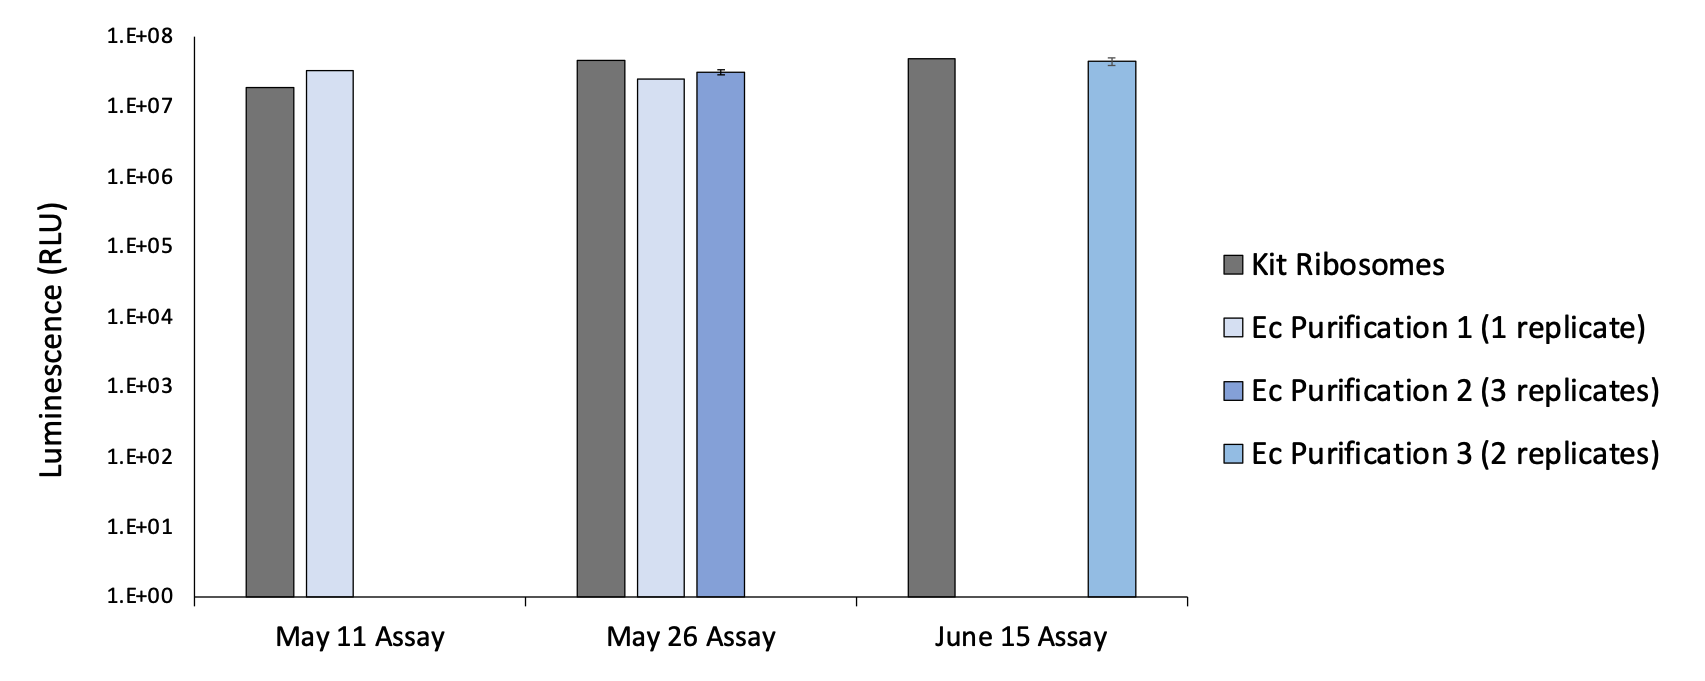 Luminescence (RLU)
1.E+08
1.E+07
1.E+06
1.E+05
1.E+04
1.E+03
1.E+02
1.E+01
1.E+00
May 11 Assay
May 26 Assay
June 15 Assay
Kit Ribosomes
Ec Purification 1 (1 replicate)
Ec Purification 2 (3 replicates)
Ec Purification 3 (2 replicates)